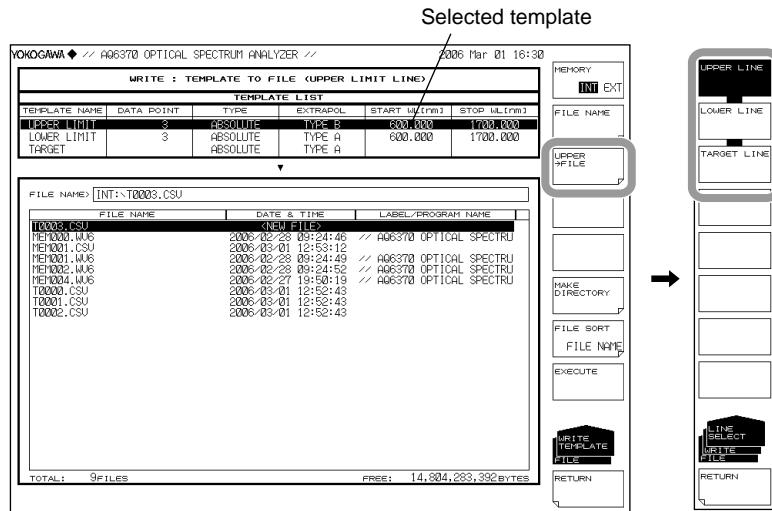 Selected template
YOKOGAWA ◆ // AQ6370 OPTICAL SPECTRUM ANALYZER // 2006 Mar 01 16:30
WRITE : TEMPLATE TO FILE (UPPER LIMIT LINE)
TEMPLATE LIST
TEMPLATE NAME DATA POINT TYPE EXTRAPOL START WL[nm] STOP WL[nm]
UPPER LIMIT 3 ABSOLUTE TYPE B 600.000 1700.000
LOWER LIMIT 3 ABSOLUTE TYPE A 600.000 1700.000
TARGET ABSOLUTE TYPE A
▼
FILE NAME> INT:\T0003.CSV
FILE NAME DATE & TIME LABEL/PROGRAM NAME
T0003.CSV <NEW FILE>
MEM000.WV6 2006/02/28 09:24:46 // AQ6370 OPTICAL SPECTRU
MEM001.CSV 2006/03/01 12:53:12
MEM001.WV6 2006/02/28 09:24:49 // AQ6370 OPTICAL SPECTRU
MEM002.WV6 2006/02/28 09:24:52 // AQ6370 OPTICAL SPECTRU
MEM004.WV6 2006/02/27 19:50:19 // AQ6370 OPTICAL SPECTRU
T0000.CSV 2006/03/01 12:52:43
T0001.CSV 2006/03/01 12:52:43
T0002.CSV 2006/03/01 12:52:43
TOTAL: 9FILES FREE: 14,804,283,392BYTES
MEMORY
INT EXT
FILE NAME
UPPER
→FILE
MAKE
DIRECTORY
FILE SORT
FILE NAME
EXECUTE
WRITE
TEMPLATE
FILE
RETURN
UPPER LINE
LOWER LINE
TARGET LINE
LINE
SELECT
WRITE
FILE
RETURN